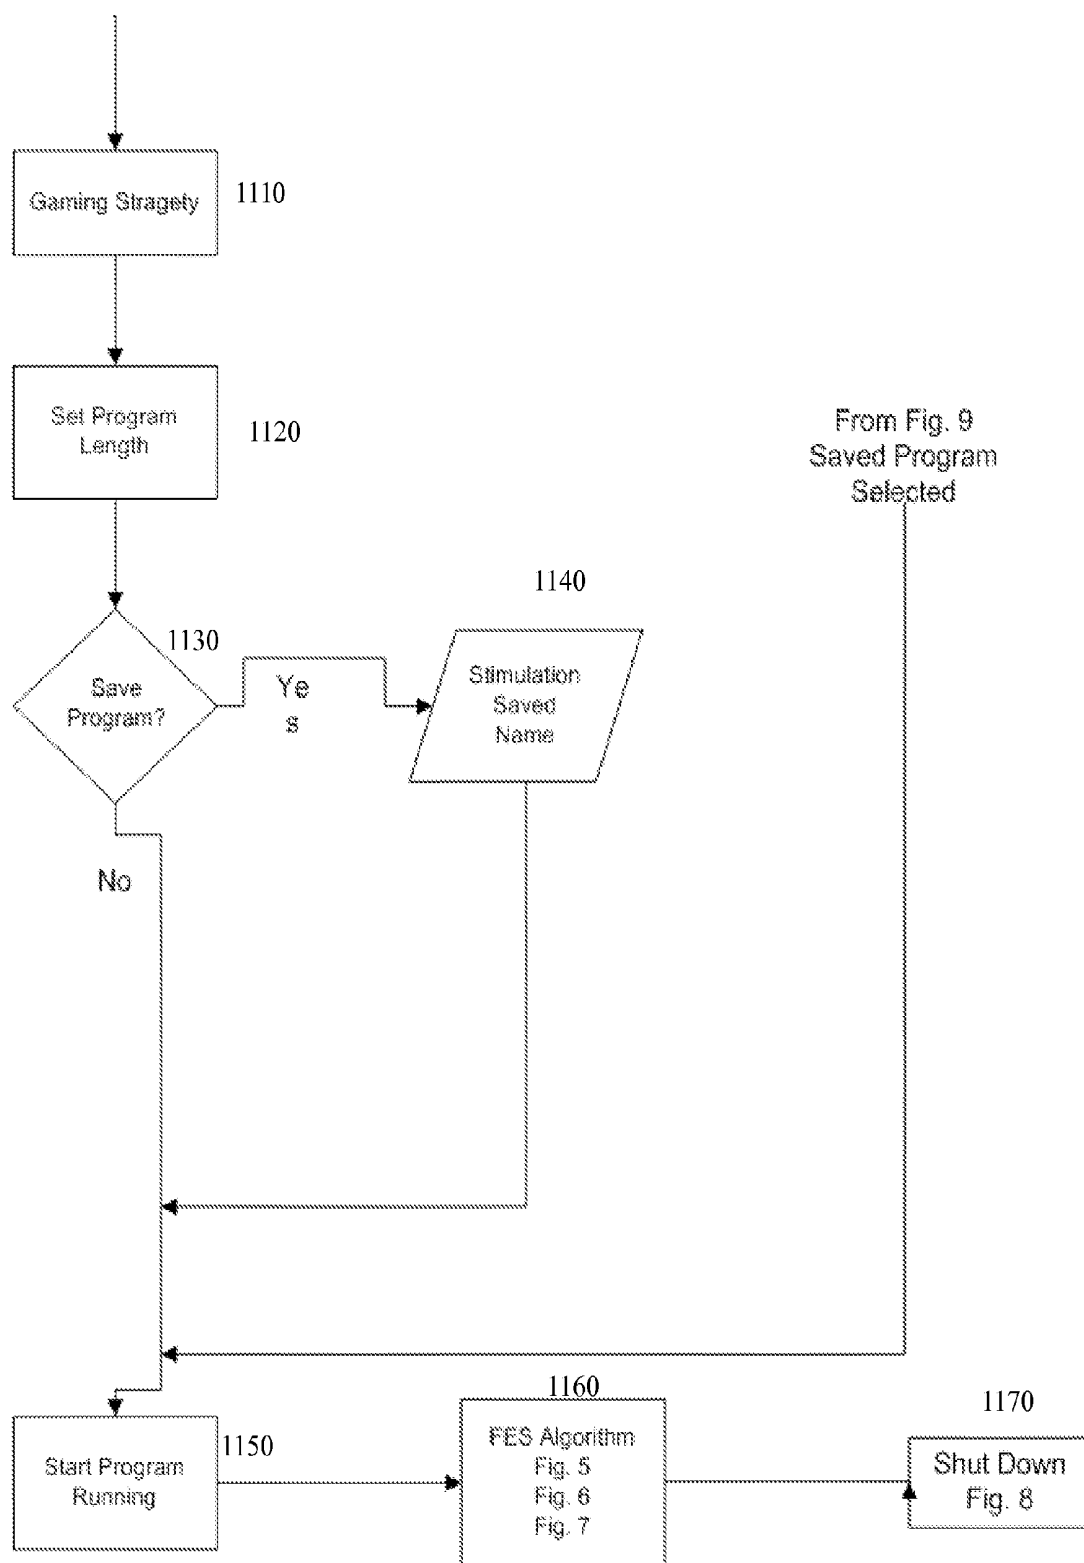 Gaming Stragety
1110
Set Program
Length
1120
From Fig. 9
Saved Program
Selected
1130
Save
Program?
Ye
s
1140
Stimulation
Saved
Name
No
Start Program
Running
1150
1160
FES Algorithm
Fig. 5
Fig. 6
Fig. 7
1170
Shut Down
Fig. 8